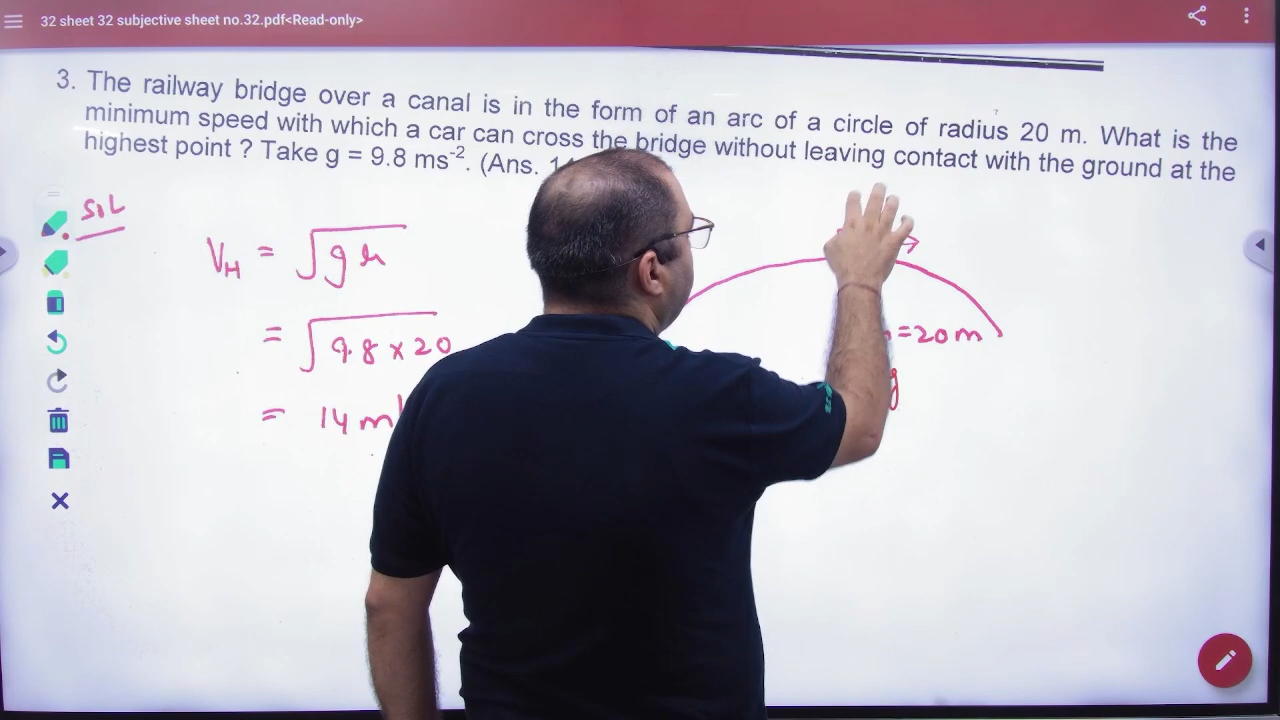 32 sheet 32 subjective sheet no.32.pdf<Read-only>
3. The railway bridge over a canal is in the form of an arc of a circle of radius 20 m. What is the
minimum speed with which a car can cross the bridge without leaving contact with the ground at the
highest point ? Take g = 9.8 ms⁻². (Ans. 14
Sol
V_H = √gr
= √9.8 × 20
= 14 m
=20m
g